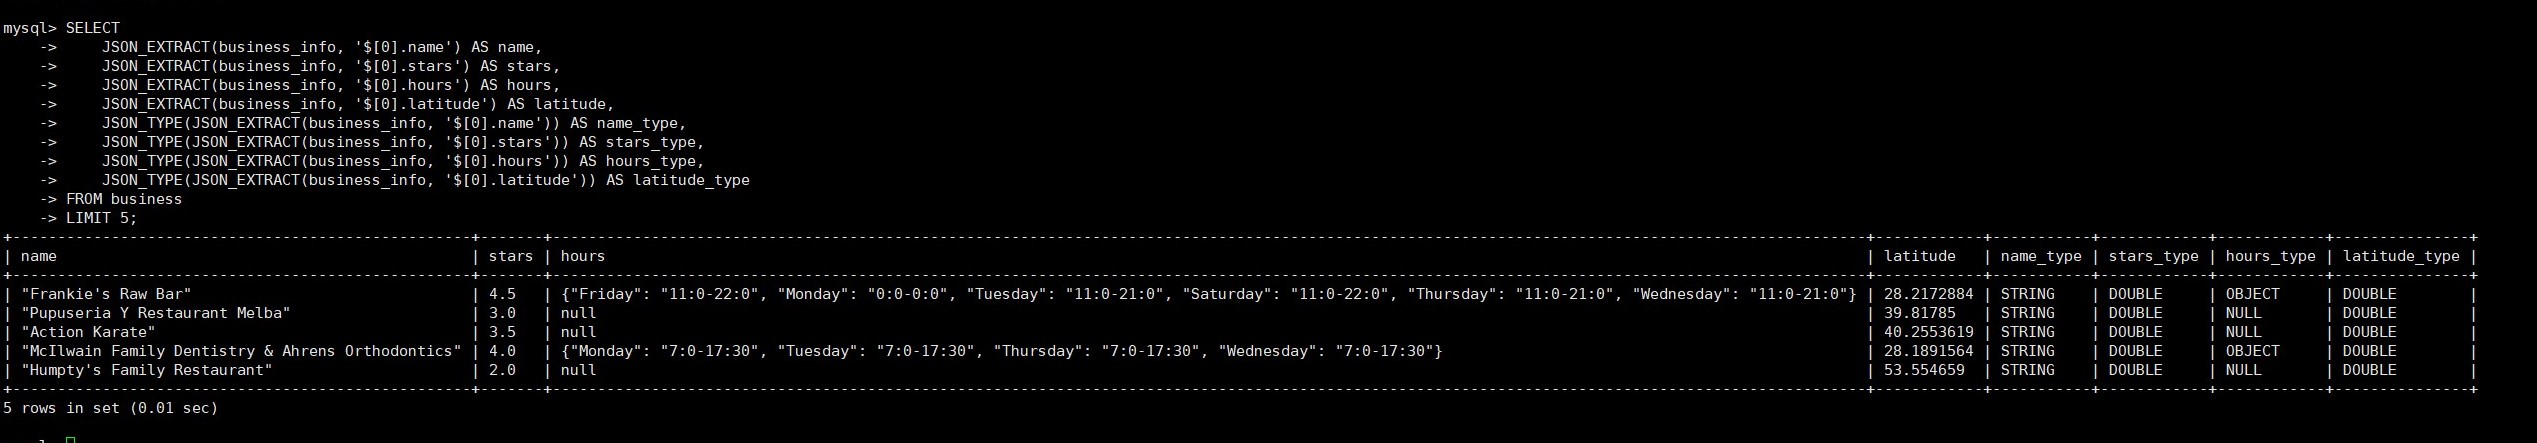 mysql> SELECT
    ->     JSON_EXTRACT(business_info, '$[0].name') AS name,
    ->     JSON_EXTRACT(business_info, '$[0].stars') AS stars,
    ->     JSON_EXTRACT(business_info, '$[0].hours') AS hours,
    ->     JSON_EXTRACT(business_info, '$[0].latitude') AS latitude,
    ->     JSON_TYPE(JSON_EXTRACT(business_info, '$[0].name')) AS name_type,
    ->     JSON_TYPE(JSON_EXTRACT(business_info, '$[0].stars')) AS stars_type,
    ->     JSON_TYPE(JSON_EXTRACT(business_info, '$[0].hours')) AS hours_type,
    ->     JSON_TYPE(JSON_EXTRACT(business_info, '$[0].latitude')) AS latitude_type
    -> FROM business
    -> LIMIT 5;
| name | stars | hours | latitude | name_type | stars_type | hours_type | latitude_type |
| "Frankie's Raw Bar" | 4.5 | {"Friday": "11:0-22:0", "Monday": "0:0-0:0", "Tuesday": "11:0-21:0", "Saturday": "11:0-22:0", "Thursday": "11:0-21:0", "Wednesday": "11:0-21:0"} | 28.2172884 | STRING | DOUBLE | OBJECT | DOUBLE |
| "Pupuseria Y Restaurant Melba" | 3.0 | null | 39.81785 | STRING | DOUBLE | NULL | DOUBLE |
| "Action Karate" | 3.5 | null | 40.2553619 | STRING | DOUBLE | NULL | DOUBLE |
| "McIlwain Family Dentistry & Ahrens Orthodontics" | 4.0 | {"Monday": "7:0-17:30", "Tuesday": "7:0-17:30", "Thursday": "7:0-17:30", "Wednesday": "7:0-17:30"} | 28.1891564 | STRING | DOUBLE | OBJECT | DOUBLE |
| "Humpty's Family Restaurant" | 2.0 | null | 53.554659 | STRING | DOUBLE | NULL | DOUBLE |
5 rows in set (0.01 sec)